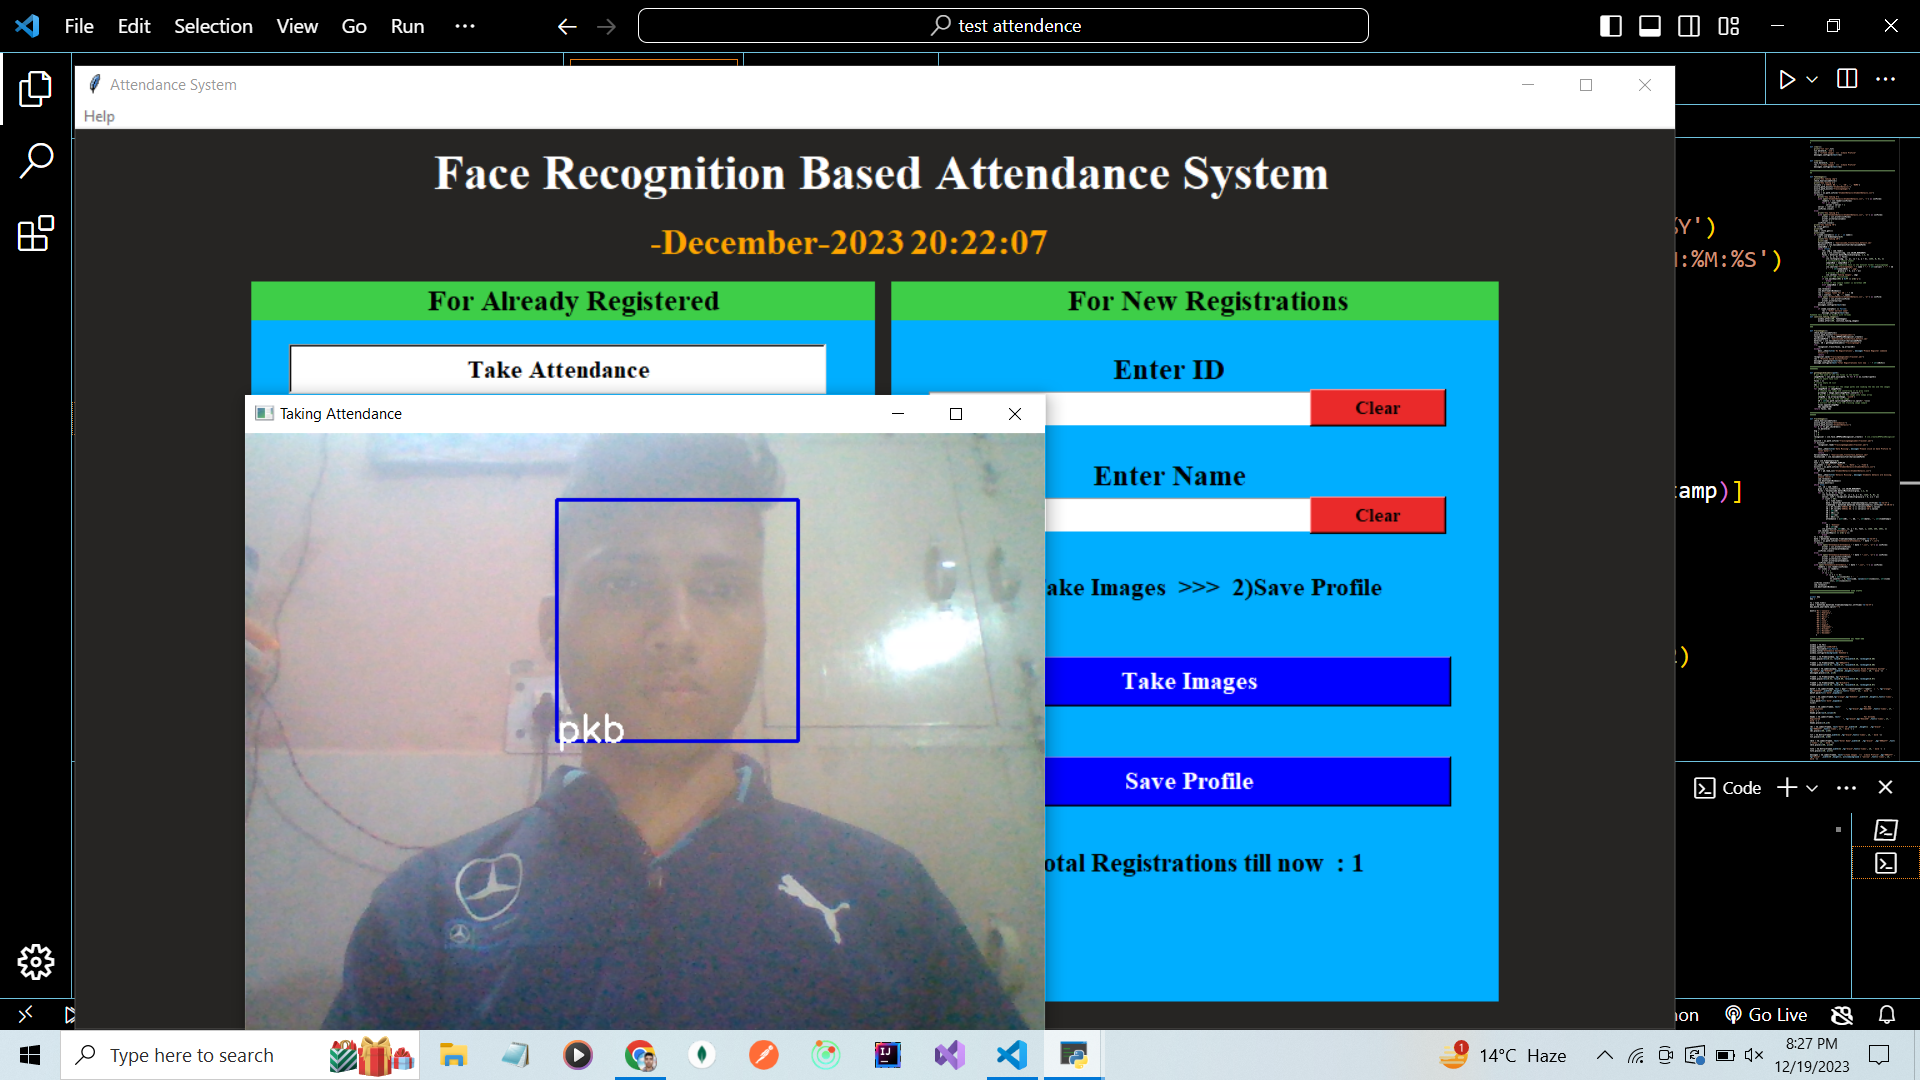 File Edit Selection View Go Run ···
test attendence
Attendance System
Help
Face Recognition Based Attendance System
-December-2023 20:22:07
For Already Registered
For New Registrations
Take Attendance
Enter ID
Clear
Taking Attendance
Enter Name
Clear
ake Images >>> 2)Save Profile
Take Images
Save Profile
otal Registrations till now : 1
pkb
Y')
:%M:%S')
amp)]
)
Code
Go Live
Type here to search
1
14°C Haze
8:27 PM
12/19/2023